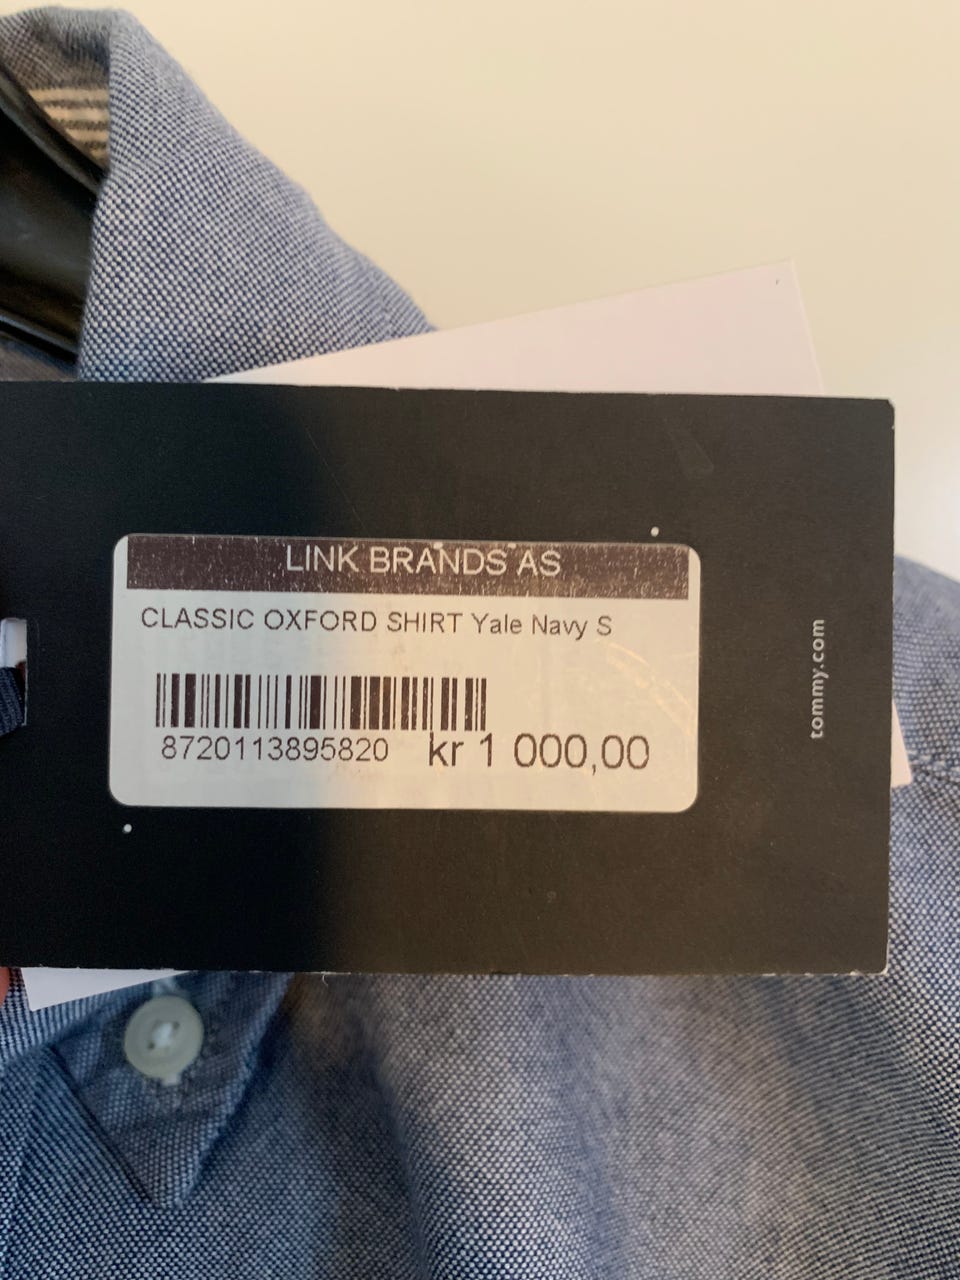 LINK BRANDS AS
CLASSIC OXFORD SHIRT Yale Navy S
8720113895820 kr 1 000,00
tommy.com